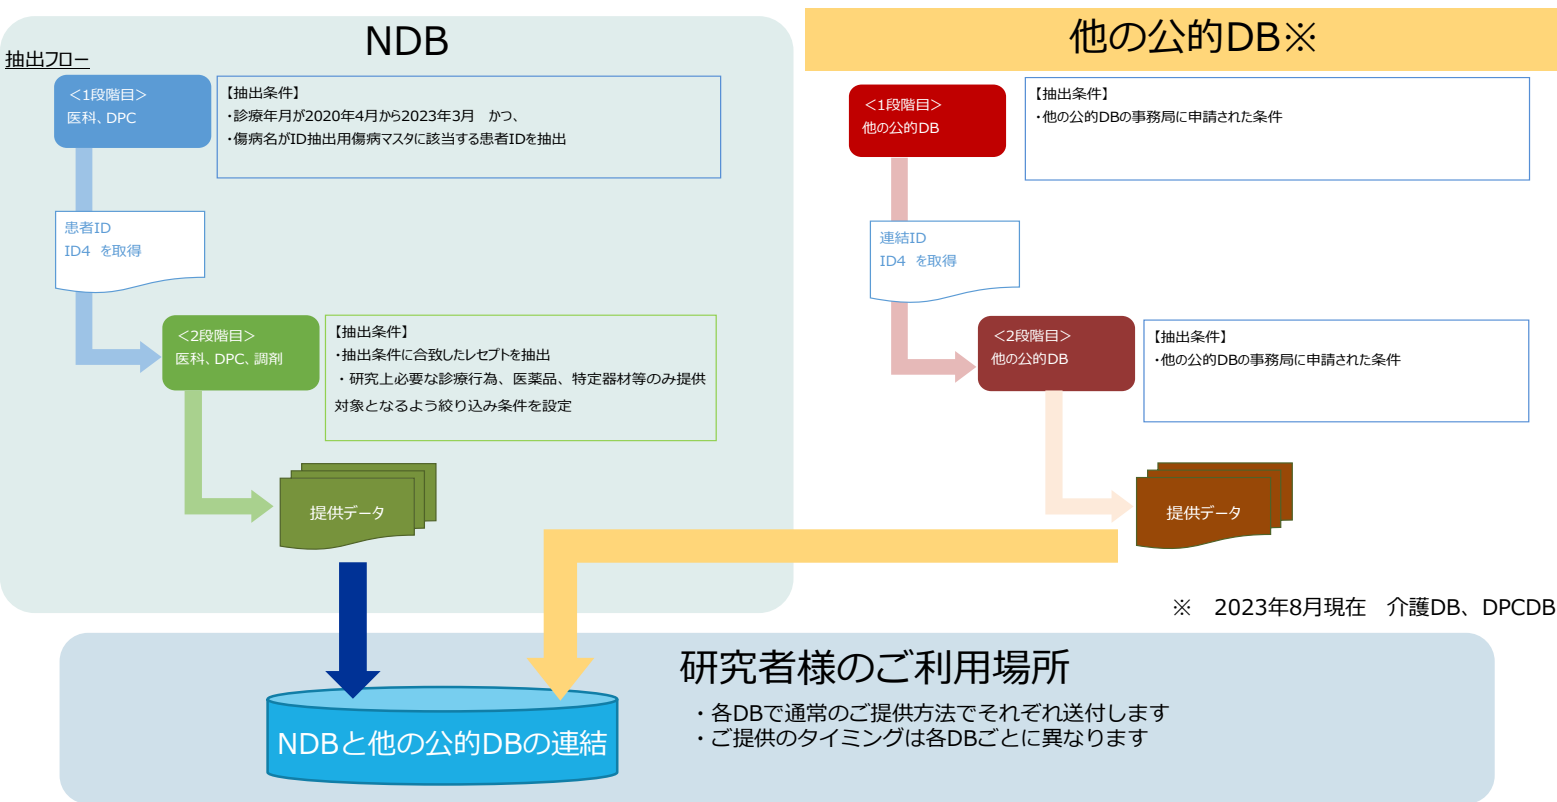 NDB
抽出フロー
＜1段階目＞
医科、DPC
【抽出条件】
・診療年月が2020年4月から2023年3月　かつ、
・傷病名がID抽出用傷病マスタに該当する患者IDを抽出
患者ID
ID4　を取得
＜2段階目＞
医科、DPC、調剤
【抽出条件】
・抽出条件に合致したレセプトを抽出
・研究上必要な診療行為、医薬品、特定器材等のみ提供
対象となるよう絞り込み条件を設定
提供データ
他の公的DB※
＜1段階目＞
他の公的DB
【抽出条件】
・他の公的DBの事務局に申請された条件
連結ID
ID4　を取得
＜2段階目＞
他の公的DB
【抽出条件】
・他の公的DBの事務局に申請された条件
提供データ
※　2023年8月現在　介護DB、DPCDB
研究者様のご利用場所
・各DBで通常のご提供方法でそれぞれ送付します
・ご提供のタイミングは各DBごとに異なります
NDBと他の公的DBの連結